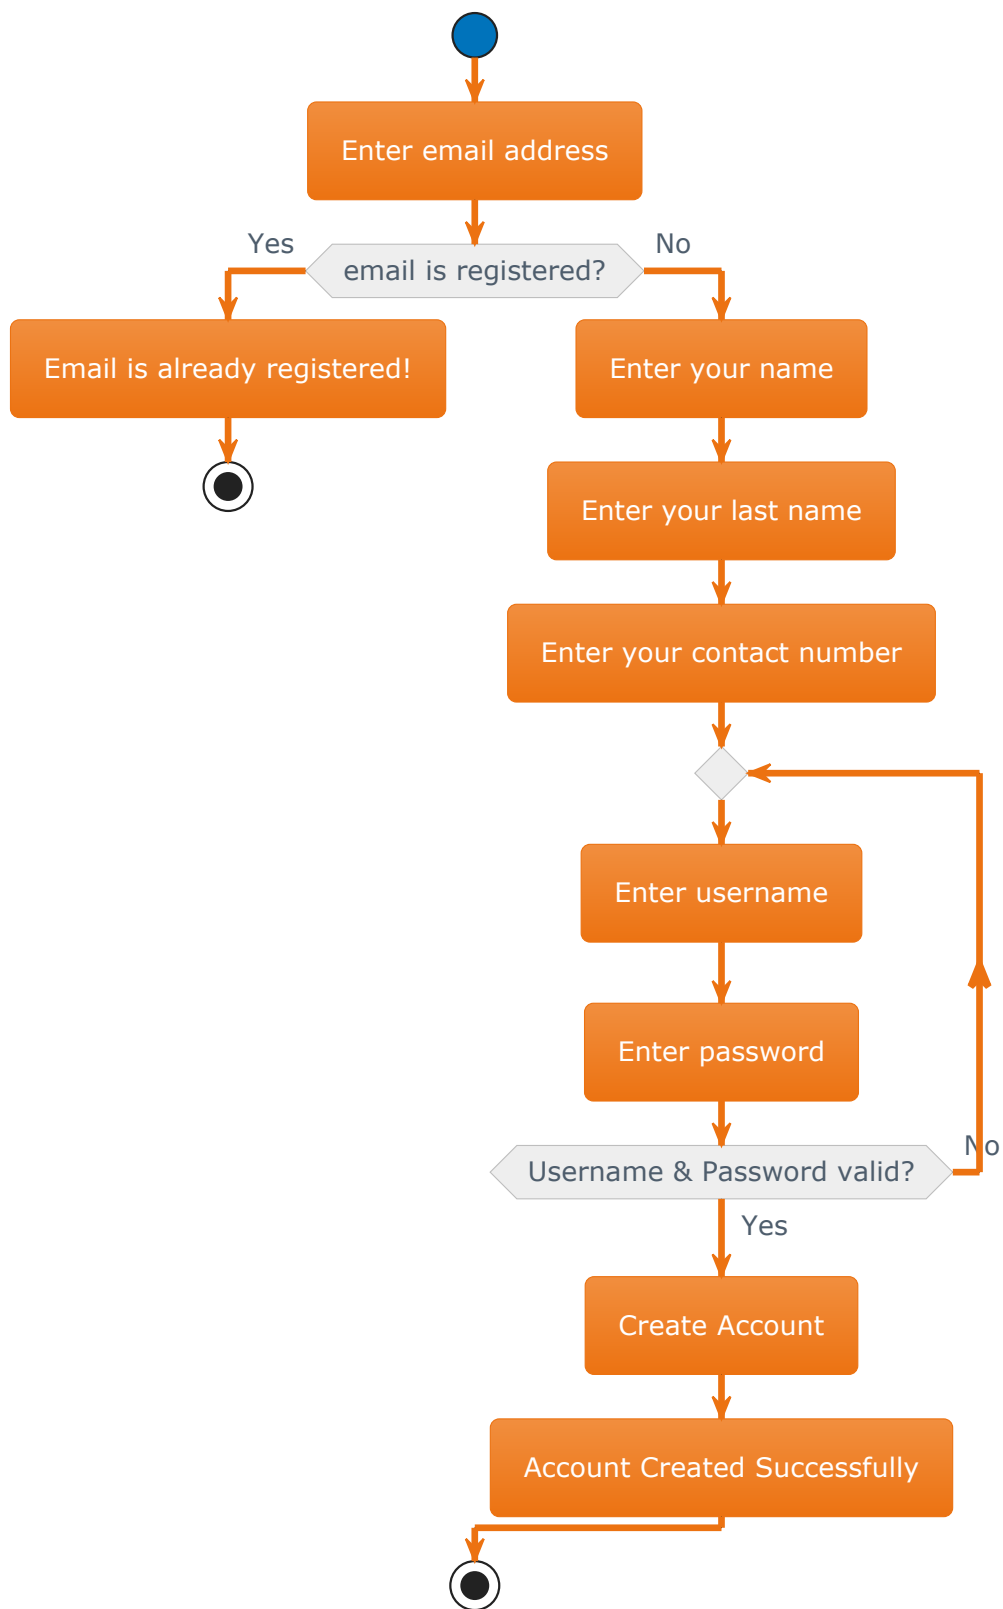 Enter email address
Yes
email is registered?
No
Email is already registered!
Enter your name
Enter your last name
Enter your contact number
Enter username
Enter password
Username & Password valid?
No
Yes
Create Account
Account Created Successfully